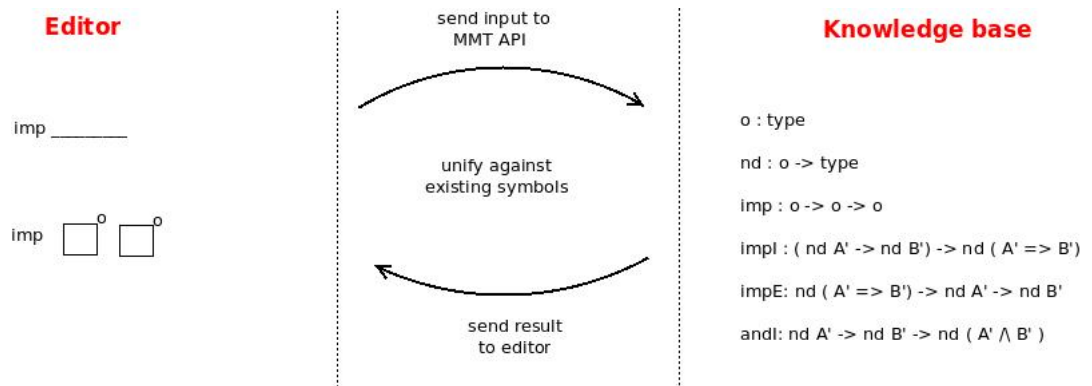 Editor
imp _________
imp o o
send input to
MMT API
unify against
existing symbols
send result
to editor
Knowledge base
o : type
nd : o -> type
imp : o -> o -> o
impI : ( nd A' -> nd B') -> nd ( A' => B')
impE: nd ( A' => B') -> nd A' -> nd B'
andI: nd A' -> nd B' -> nd ( A' /\ B' )